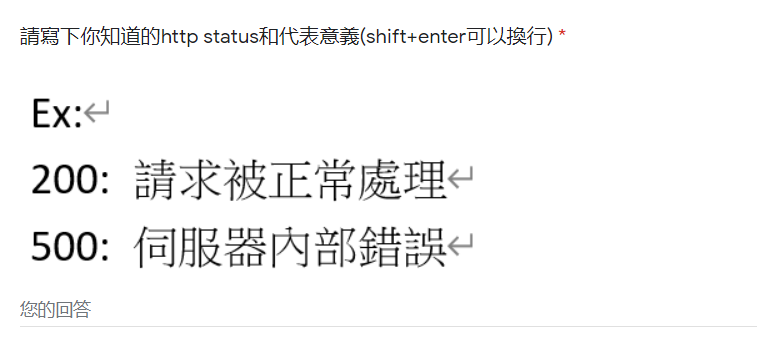 請寫下你知道的http status和代表意義(shift+enter可以換行) *
Ex:↵
200: 請求被正常處理↵
500: 伺服器內部錯誤↵
您的回答